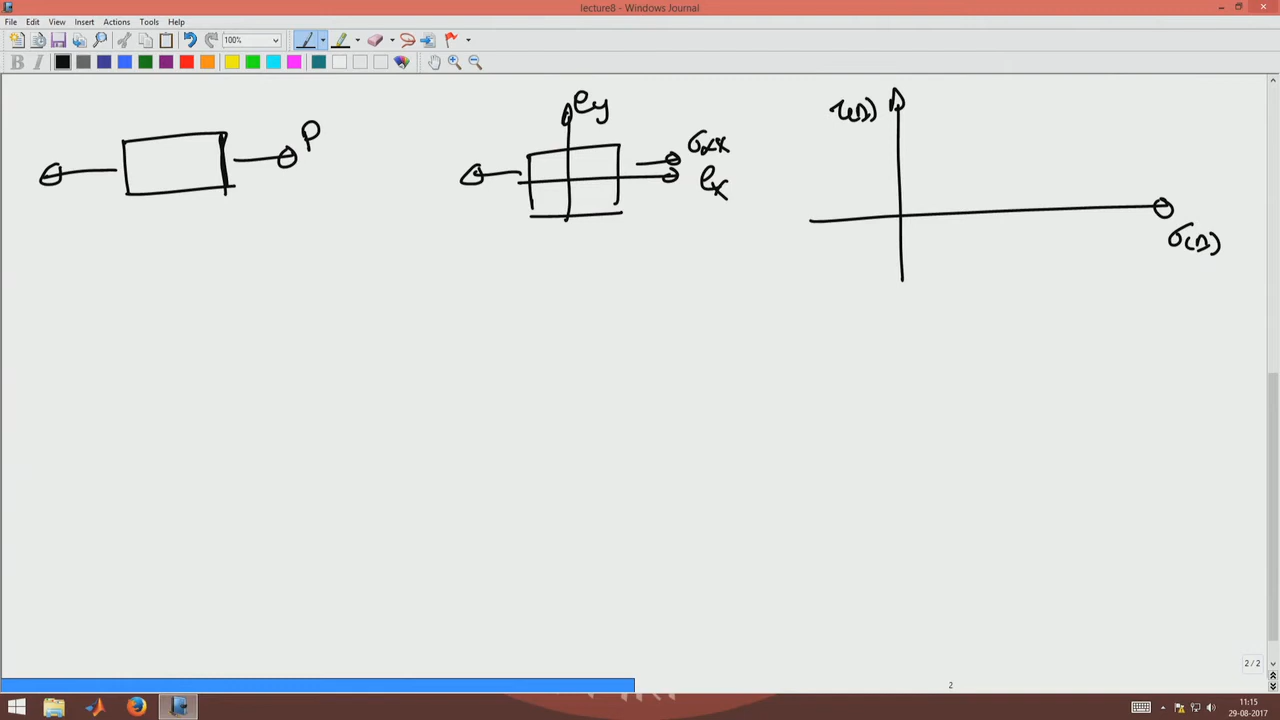 lecture8 - Windows Journal
File Edit View Insert Actions Tools Help
100%
B I
P
ey
σxx
ex
τ(n)
σ(n)
2 / 2
2
11:15
29-08-2017